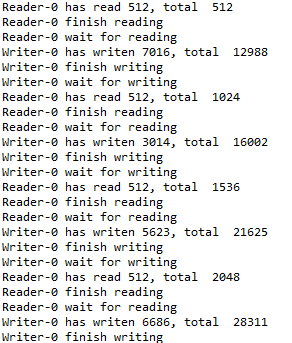 Reader-0 has read 512, total  512
Reader-0 finish reading
Reader-0 wait for reading
Writer-0 has writen 7016, total  12988
Writer-0 finish writing
Writer-0 wait for writing
Reader-0 has read 512, total  1024
Reader-0 finish reading
Reader-0 wait for reading
Writer-0 has writen 3014, total  16002
Writer-0 finish writing
Writer-0 wait for writing
Reader-0 has read 512, total  1536
Reader-0 finish reading
Reader-0 wait for reading
Writer-0 has writen 5623, total  21625
Writer-0 finish writing
Writer-0 wait for writing
Reader-0 has read 512, total  2048
Reader-0 finish reading
Reader-0 wait for reading
Writer-0 has writen 6686, total  28311
Writer-0 finish writing